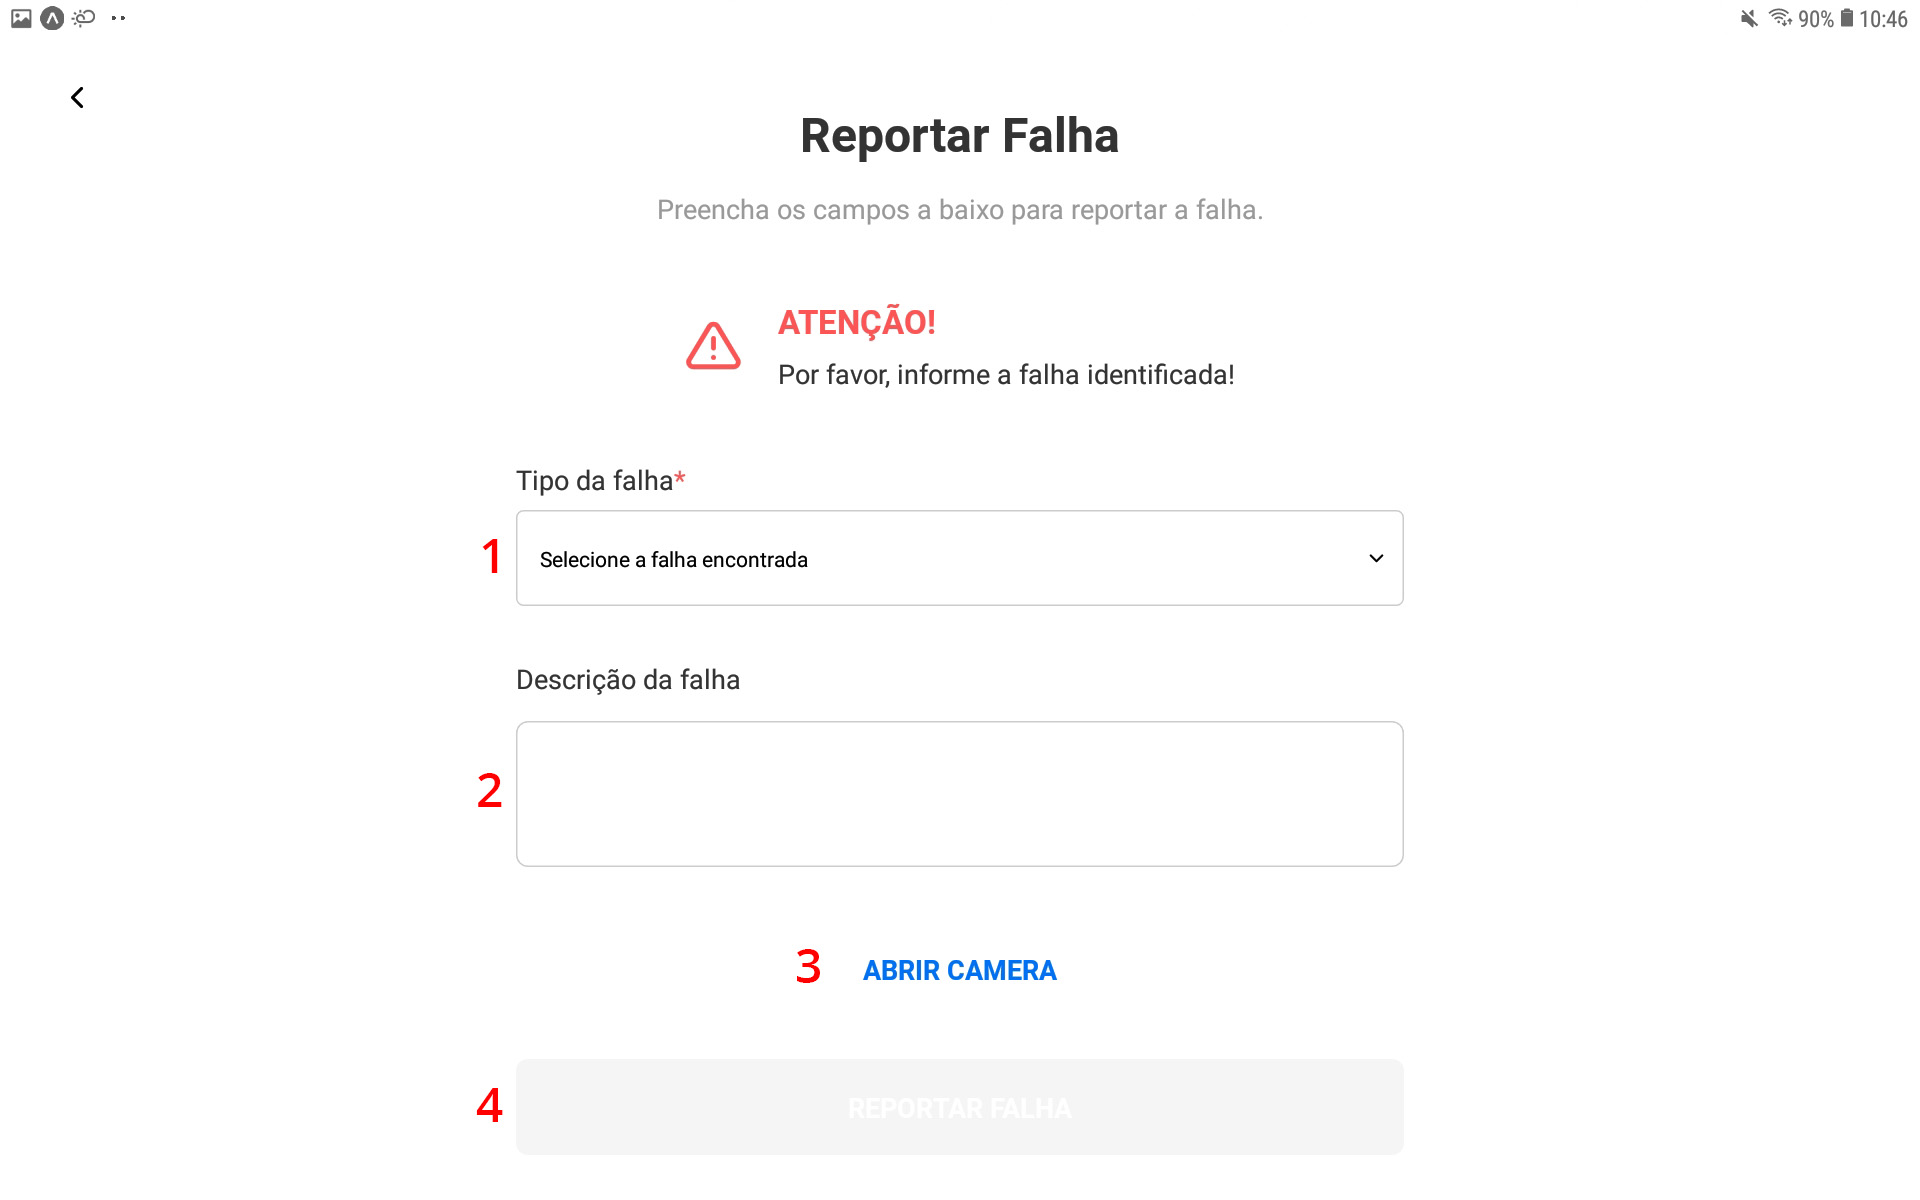 90% 10:46
Reportar Falha
Preencha os campos a baixo para reportar a falha.
ATENÇÃO!
Por favor, informe a falha identificada!
Tipo da falha*
1 Selecione a falha encontrada
Descrição da falha
2
3 ABRIR CAMERA
4 REPORTAR FALHA